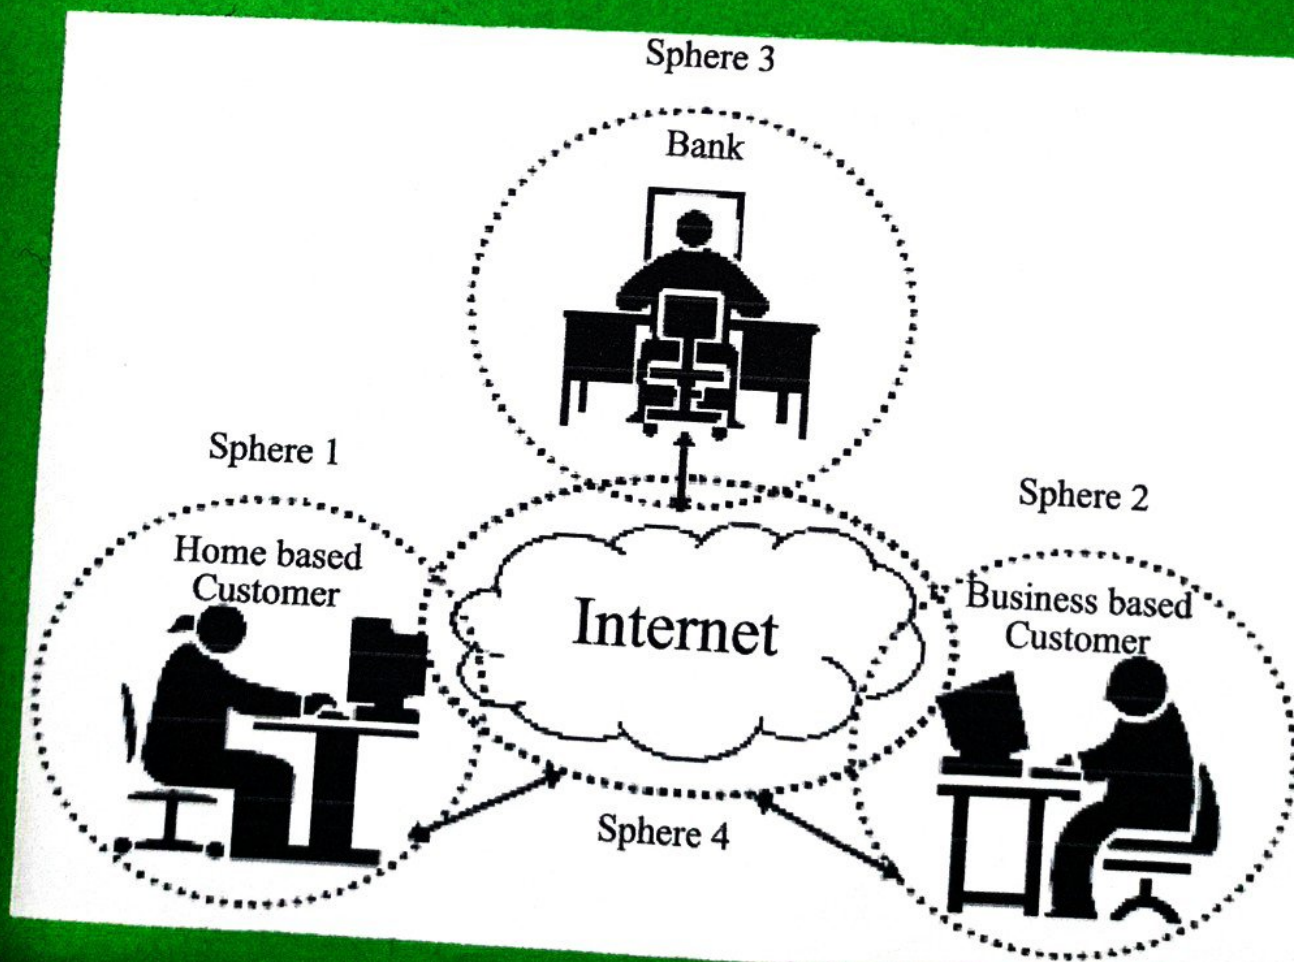 Sphere 3
Bank
Sphere 1
Home based
Customer
Sphere 2
Business based
Customer
Internet
Sphere 4